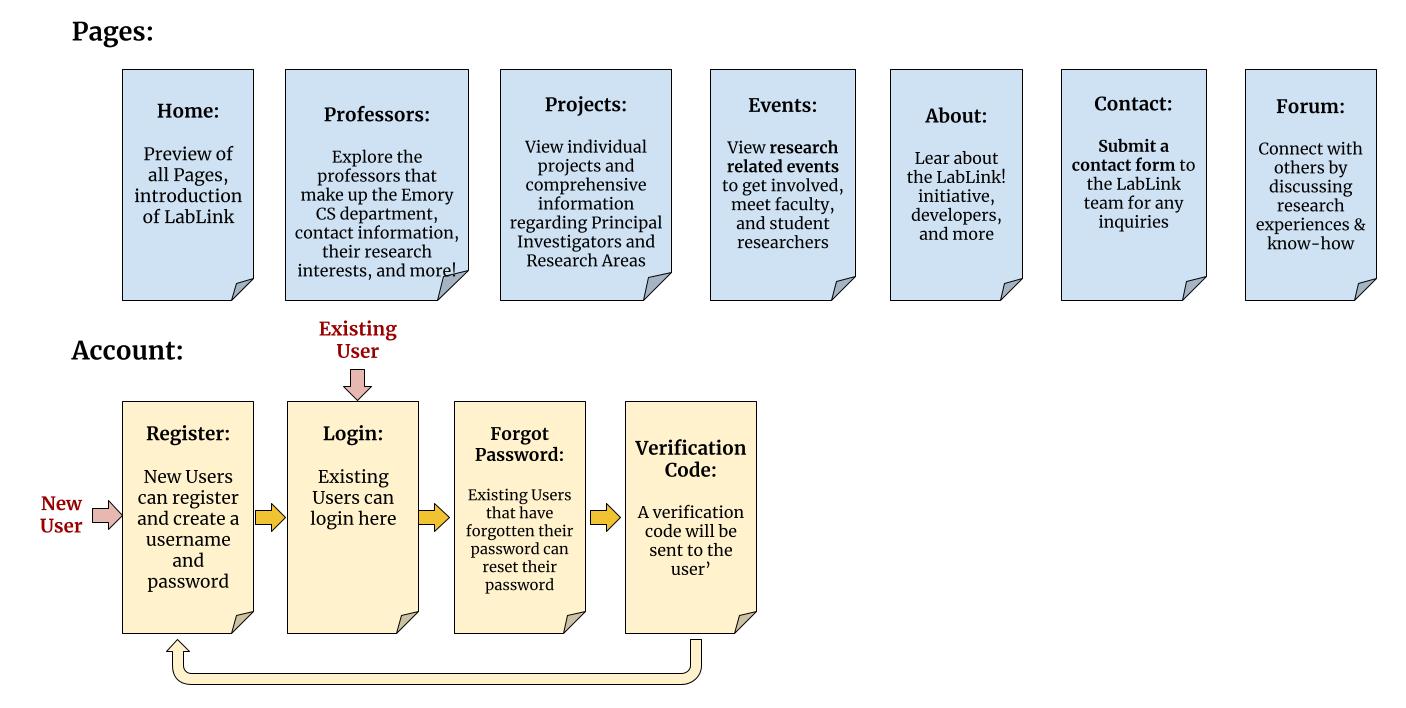 Pages:
Home:
Preview of
all Pages,
introduction
of LabLink
Professors:
Explore the
professors that
make up the Emory
CS department,
contact information,
their research
interests, and more!
Projects:
View individual
projects and
comprehensive
information
regarding Principal
Investigators and
Research Areas
Events:
View research
related events
to get involved,
meet faculty,
and student
researchers
About:
Lear about
the LabLink!
initiative,
developers,
and more
Contact:
Submit a
contact form to
the LabLink
team for any
inquiries
Forum:
Connect with
others by
discussing
research
experiences &
know-how
Account:
Existing
User
New
User
Register:
New Users
can register
and create a
username
and
password
Login:
Existing
Users can
login here
Forgot
Password:
Existing Users
that have
forgotten their
password can
reset their
password
Verification
Code:
A verification
code will be
sent to the
user’